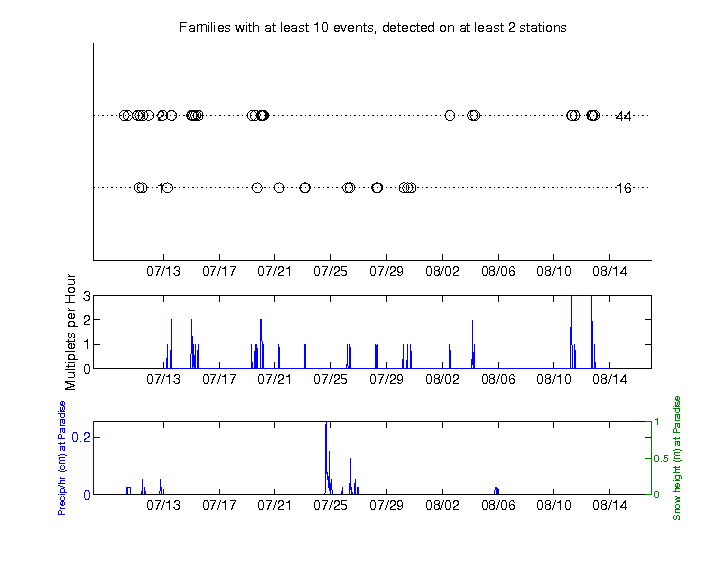 Families with at least 10 events, detected on at least 2 stations
2 44
1 16
07/13 07/17 07/21 07/25 07/29 08/02 08/06 08/10 08/14
Multiplets per Hour
3
2
1
0
07/13 07/17 07/21 07/25 07/29 08/02 08/06 08/10 08/14
Precip/hr (cm) at Paradise
0.2
0
1
0.5
0
Snow height (m) at Paradise
07/13 07/17 07/21 07/25 07/29 08/02 08/06 08/10 08/14